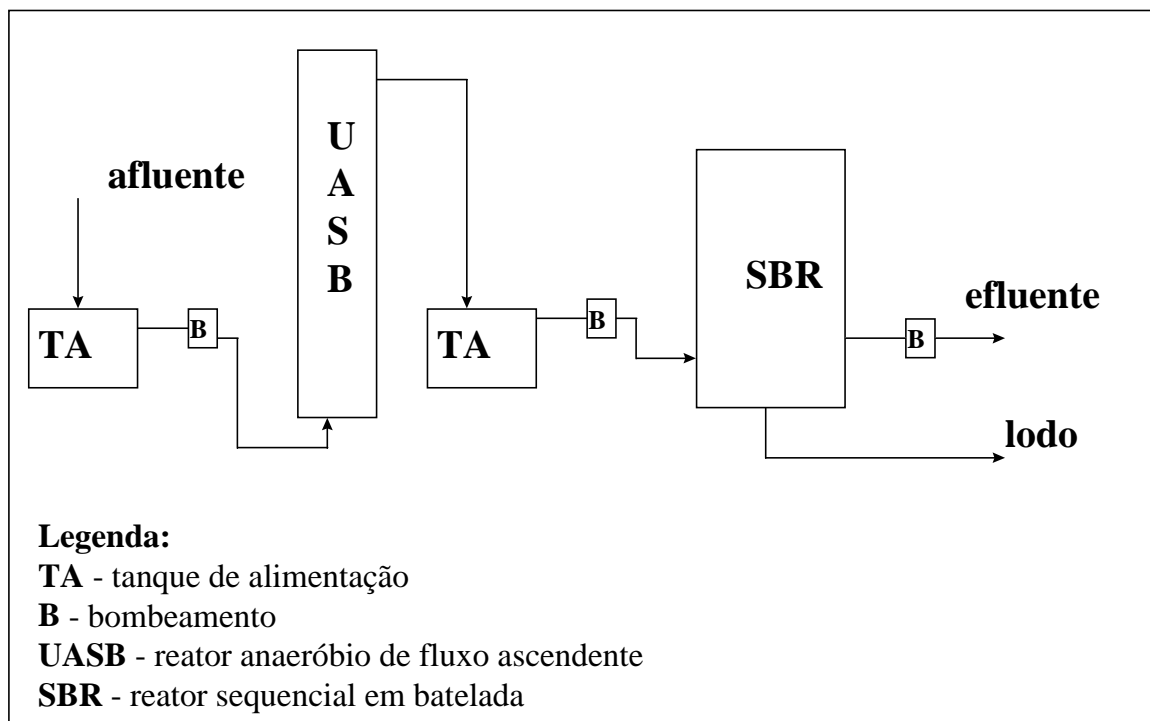 afluente
TA
B
U
A
S
B
TA
B
SBR
B
efluente
lodo
Legenda:
TA - tanque de alimentação
B - bombeamento
UASB - reator anaeróbio de fluxo ascendente
SBR - reator sequencial em batelada